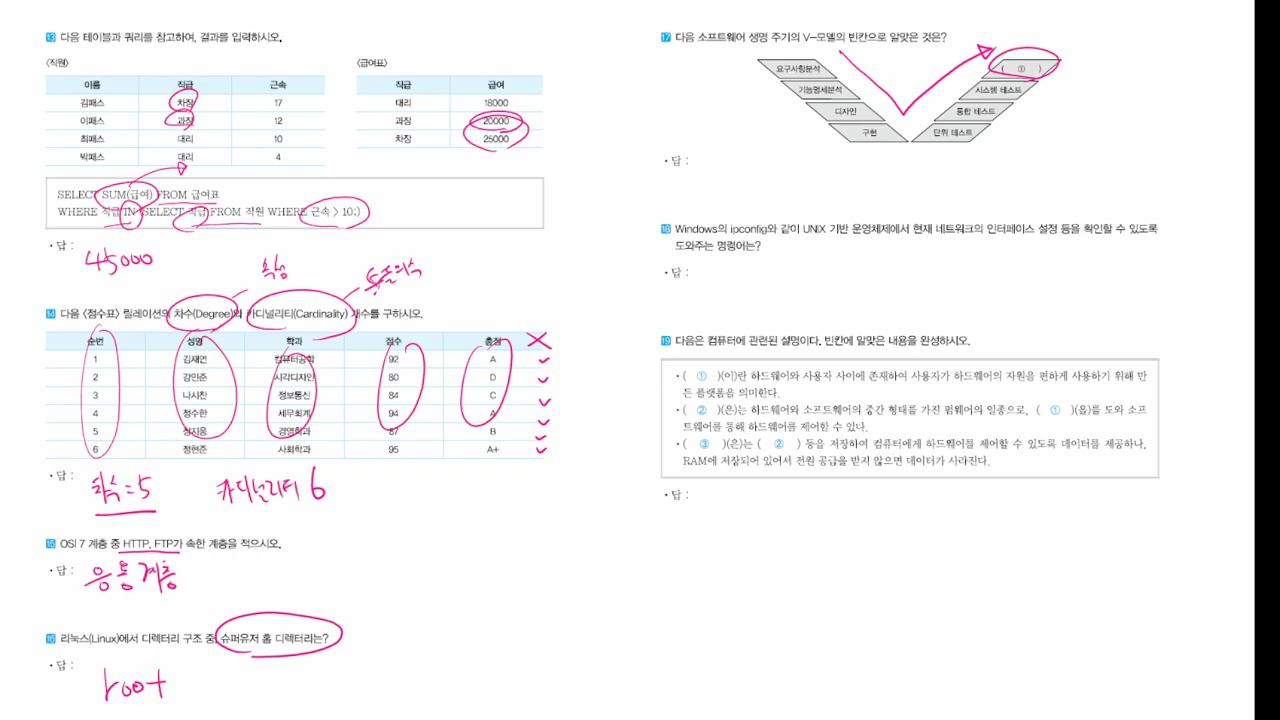 13 다음 테이블과 쿼리를 참고하여, 결과를 입력하시오.
〈직원〉
이름 직급 근속
김패스 차장 17
이패스 과장 12
최패스 대리 10
박패스 대리 4
〈급여표〉
직급 급여
대리 18000
과장 20000
차장 25000
SELECT SUM(급여) FROM 급여표
WHERE 직급 IN (SELECT 직급 FROM 직원 WHERE 근속 > 10;)
• 답 :
45000
속성
튜플의 수
14 다음 〈점수표〉 릴레이션의 차수(Degree)와 카디널리티(Cardinality) 개수를 구하시오.
순번 성명 학과 점수 총점
1 김재언 컴퓨터공학 92 A
2 강민준 시각디자인 80 D
3 나시찬 정보통신 84 C
4 정수한 세무회계 94 A
5 경영학과 87 B
6 정현준 사회학과 95 A+
• 답 :
차수 = 5 카디널리티 6
15 OSI 7 계층 중 HTTP, FTP가 속한 계층을 적으시오.
• 답 :
응용 계층
16 리눅스(Linux)에서 디렉터리 구조 중, 슈퍼유저 홈 디렉터리는?
• 답 :
root
17 다음 소프트웨어 생명 주기의 V-모델의 빈칸으로 알맞은 것은?
요구사항분석 ( ① )
기능명세분석 시스템 테스트
디자인 통합 테스트
구현 단위 테스트
• 답 :
18 Windows의 ipconfig와 같이 UNIX 기반 운영체제에서 현재 네트워크의 인터페이스 설정 등을 확인할 수 있도록
도와주는 명령어는?
• 답 :
19 다음은 컴퓨터에 관련된 설명이다. 빈칸에 알맞은 내용을 완성하시오.
• ( ① )(이)란 하드웨어와 사용자 사이에 존재하여 사용자가 하드웨어의 자원을 편하게 사용하기 위해 만
든 플랫폼을 의미한다.
• ( ② )(은)는 하드웨어와 소프트웨어의 중간 형태를 가진 펌웨어의 일종으로, ( ① )(을)를 도와 소프
트웨어를 통해 하드웨어를 제어할 수 있다.
• ( ③ )(은)는 ( ② ) 등을 저장하여 컴퓨터에게 하드웨어를 제어할 수 있도록 데이터를 제공하나,
RAM에 저장되어 있어서 전원 공급을 받지 않으면 데이터가 사라진다.
• 답 :